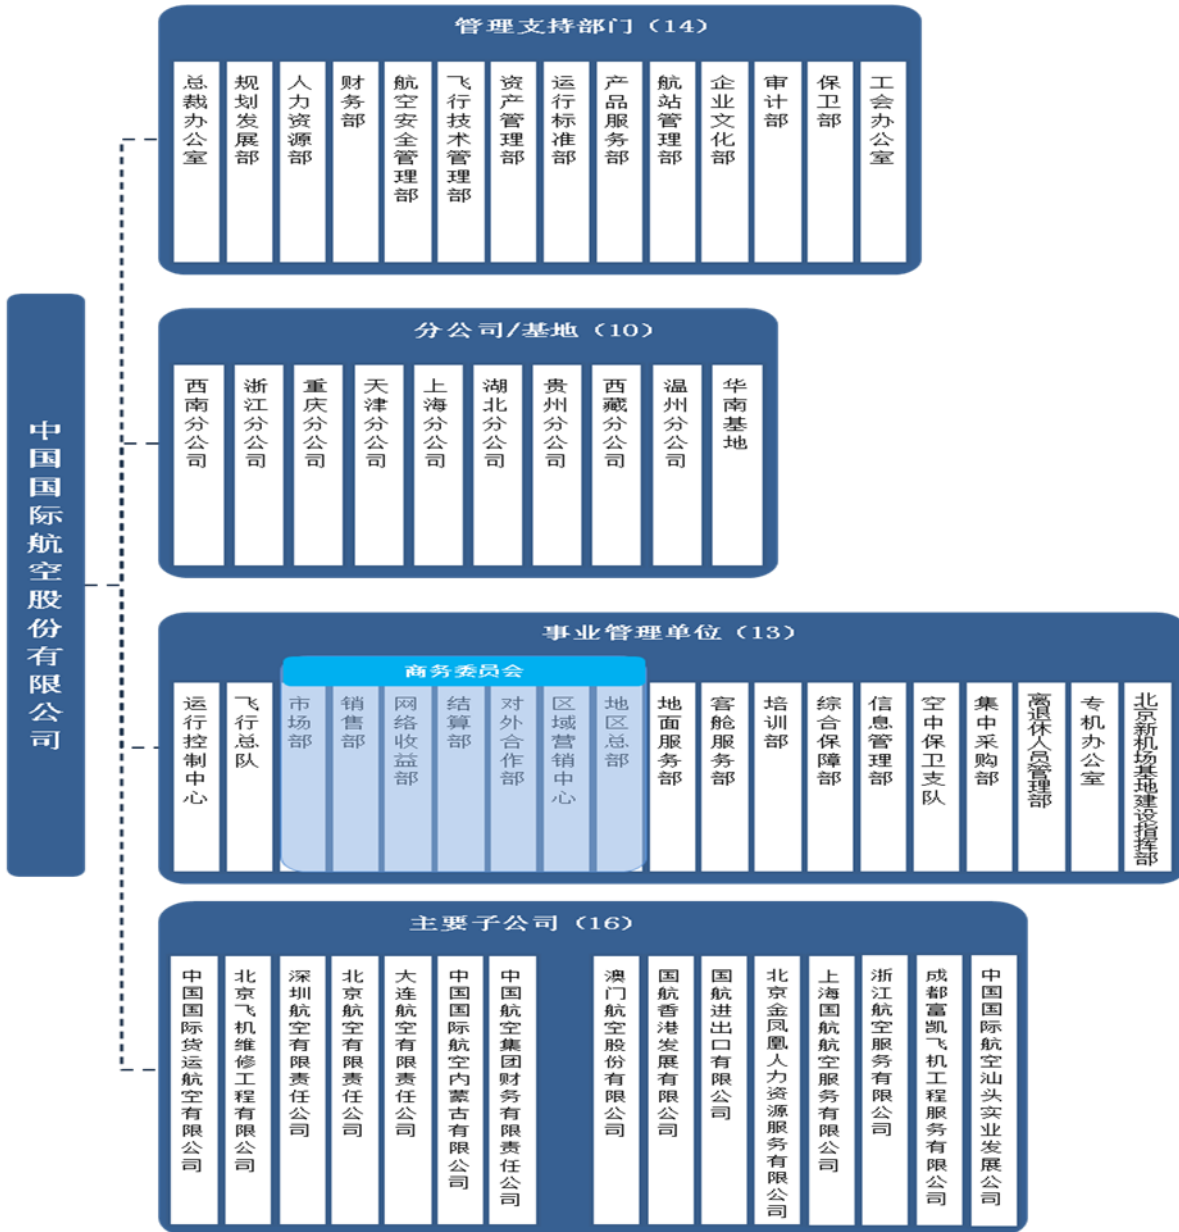 中国国际航空股份有限公司
管理支持部门（14）
总裁办公室
规划发展部
人力资源部
财务部
航空安全管理部
飞行技术管理部
资产管理部
运行标准部
产品服务部
航站管理部
企业文化部
审计部
保卫部
工会办公室
分公司/基地（10）
西南分公司
浙江分公司
重庆分公司
天津分公司
上海分公司
湖北分公司
贵州分公司
西藏分公司
温州分公司
华南基地
事业管理单位（13）
商务委员会
运行控制中心
飞行总队
市场部
销售部
网络收益部
结算部
对外合作部
区域营销中心
地区总部
地面服务部
客舱服务部
培训部
综合保障部
信息管理部
空中保卫支队
集中采购部
离退休人员管理部
专机办公室
北京新机场基地建设指挥部
主要子公司（16）
中国国际货运航空有限公司
北京飞机维修工程有限公司
深圳航空有限责任公司
北京航空有限责任公司
大连航空有限责任公司
中国国际航空内蒙古有限公司
中国航空集团财务有限责任公司
澳门航空股份有限公司
国航香港发展有限公司
国航进出口有限公司
北京金凤凰人力资源服务有限公司
上海国航航空服务有限公司
浙江航空服务有限公司
成都富凯飞机工程服务有限公司
中国国际航空汕头实业发展公司